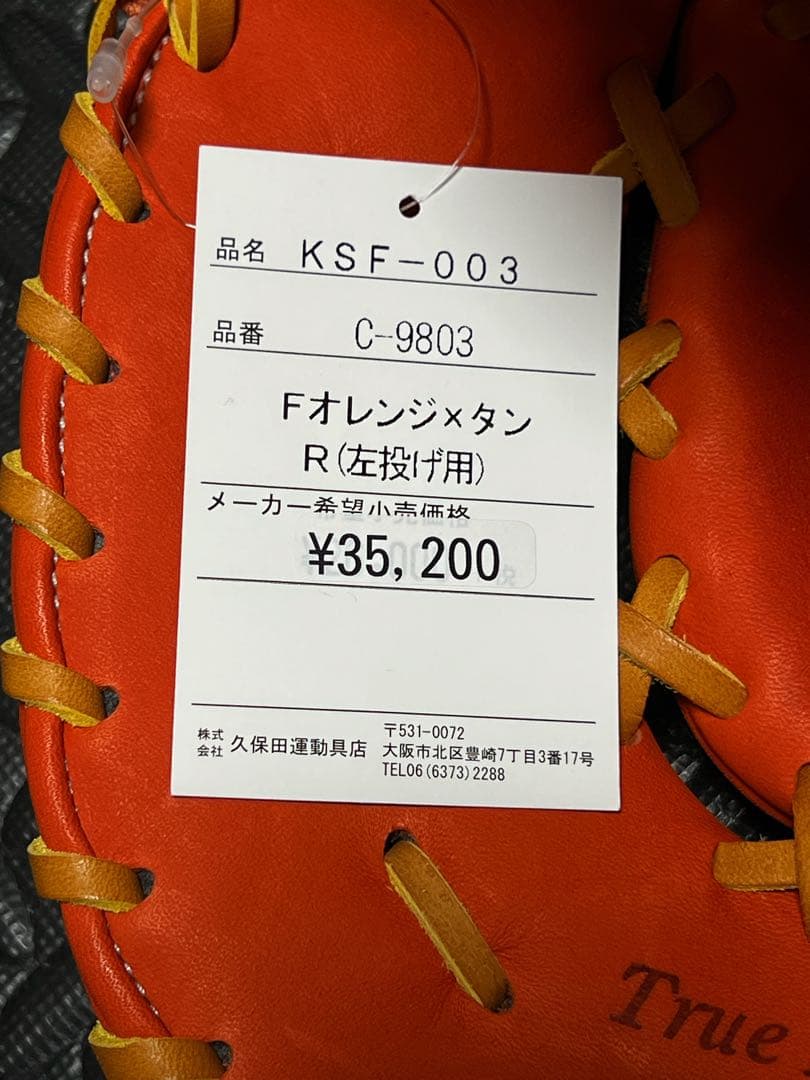 品名 KSF-003
品番 C-9803
Fオレンジ×タン
R(左投げ用)
メーカー希望小売価格
¥35,200
株式会社 久保田運動具店
〒531-0072
大阪市北区豊崎7丁目3番17号
TEL06(6373)2288
True